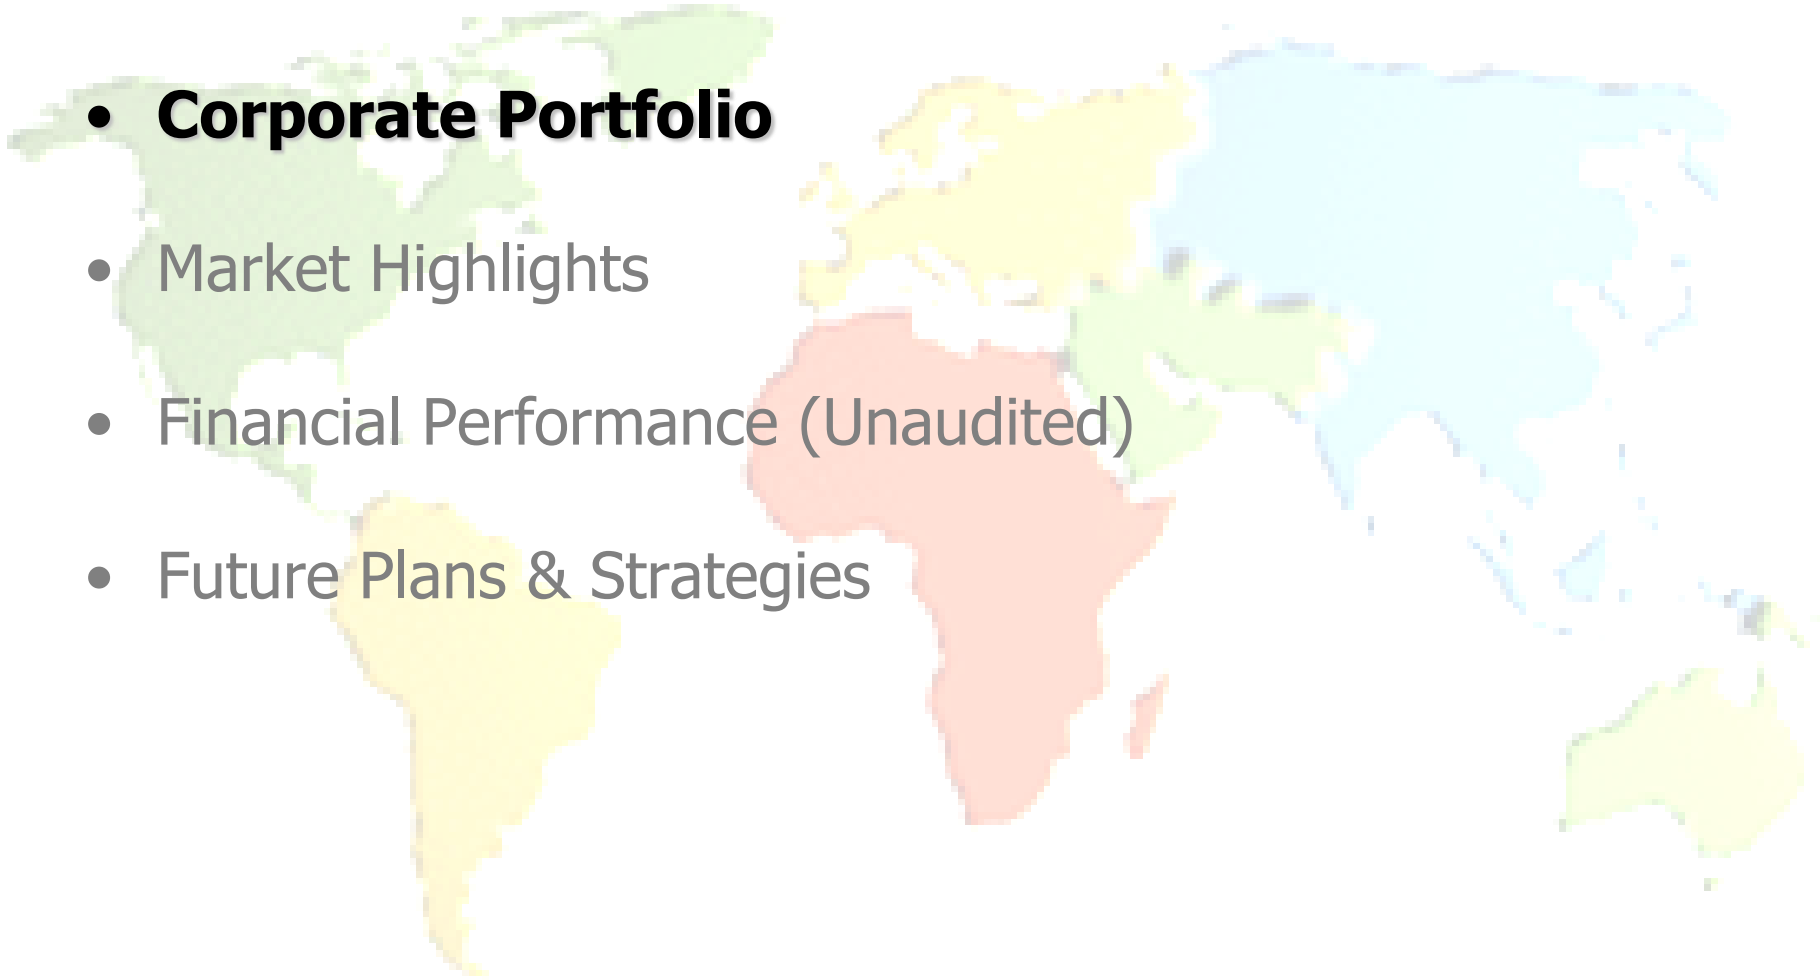 • Corporate Portfolio
• Market Highlights
• Financial Performance (Unaudited)
• Future Plans & Strategies